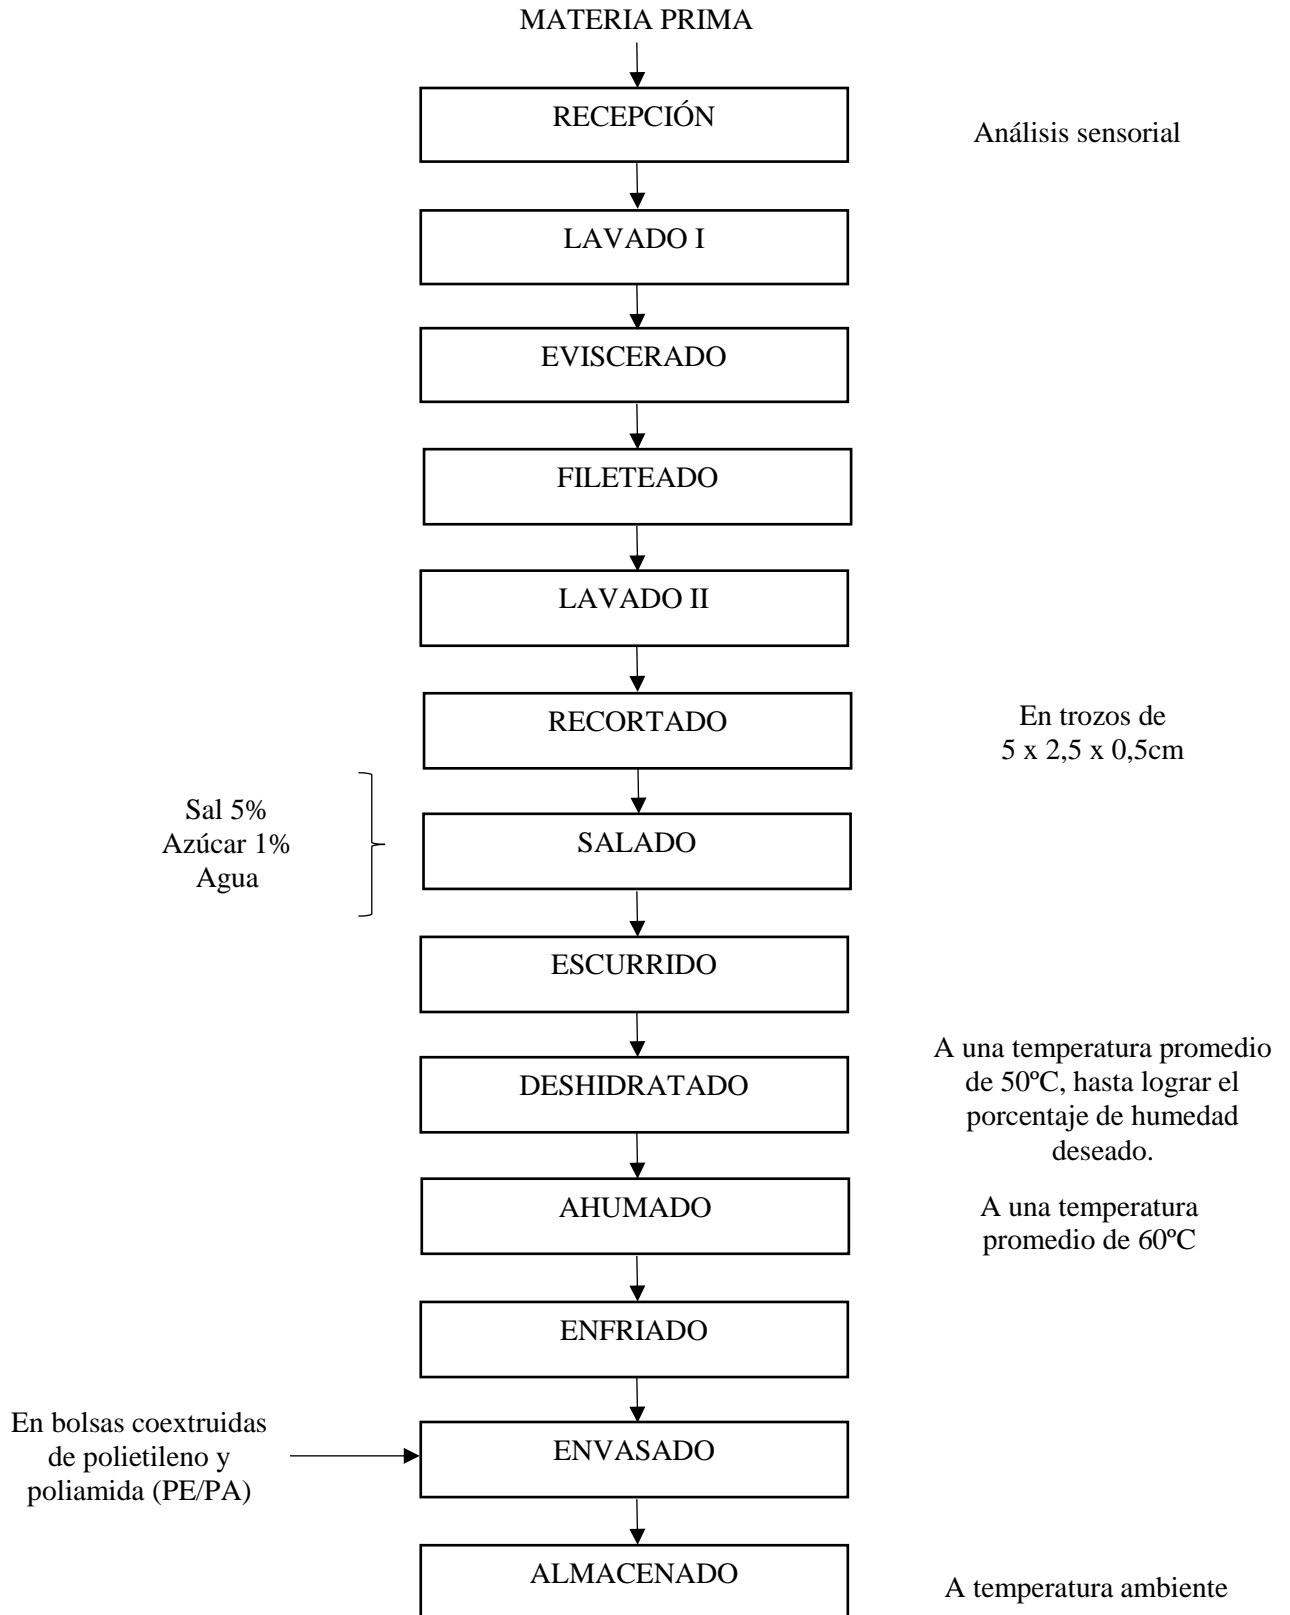 MATERIA PRIMA
RECEPCIÓN
Análisis sensorial
LAVADO I
EVISCERADO
FILETEADO
LAVADO II
RECORTADO
En trozos de
5 x 2,5 x 0,5cm
Sal 5%
Azúcar 1%
Agua
SALADO
ESCURRIDO
DESHIDRATADO
A una temperatura promedio
de 50ºC, hasta lograr el
porcentaje de humedad
deseado.
AHUMADO
A una temperatura
promedio de 60ºC
ENFRIADO
En bolsas coextruidas
de polietileno y
poliamida (PE/PA)
ENVASADO
ALMACENADO
A temperatura ambiente